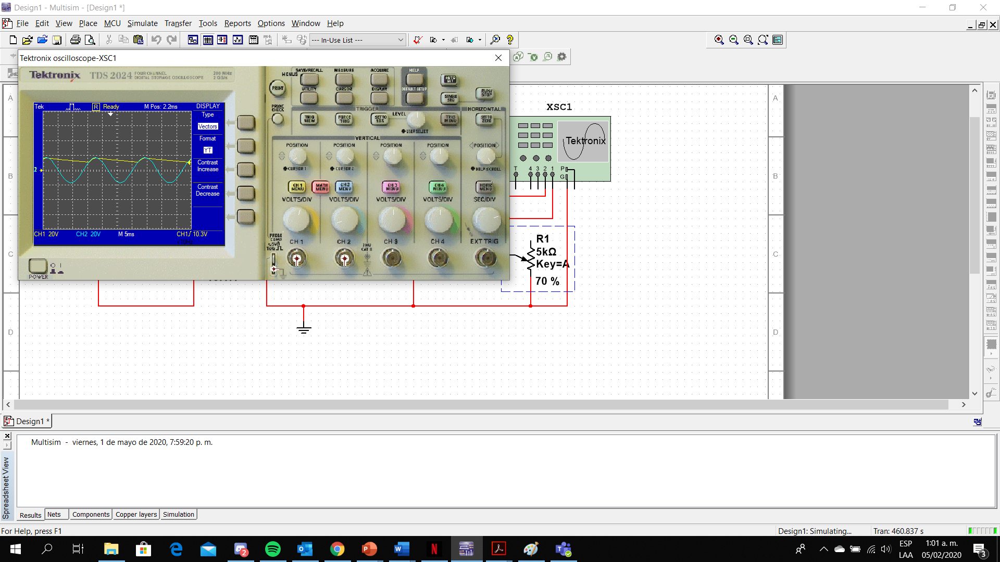 Design1 - Multisim - [Design1 *]
File Edit View Place MCU Simulate Transfer Tools Reports Options Window Help
--- In-Use List ---
Tektronix oscilloscope-XSC1
Tektronix TDS 2024 FOUR CHANNEL DIGITAL STORAGE OSCILLOSCOPE 200 MHz 2 GS/s
MENUS SAVE/RECALL MEASURE ACQUIRE HELP AUTO SET
PRINT UTILITY CURSOR DISPLAY DEFAULT SETUP SINGLE SEQ RUN/STOP
PROBE CHECK
TRIGGER LEVEL HORIZONTAL
TRIG VIEW FORCE TRIG SET TO 50% TRIG MENU SET TO ZERO
USER SELECT
VERTICAL
POSITION POSITION POSITION POSITION POSITION
CURSOR 1 CURSOR 2 HELP SCROLL
CH 1 MENU MATH MENU CH 2 MENU CH 3 MENU CH 4 MENU HORIZ MENU
VOLTS/DIV VOLTS/DIV VOLTS/DIV VOLTS/DIV SEC/DIV
PROBE COMP
~5V@
1kHz
CH 1 CH 2 300V CAT II CH 3 CH 4 EXT TRIG
Tek R Ready M Pos: 2.2ms DISPLAY
Type
Vectors
Format
YT
Contrast
Increase
Contrast
Decrease
2
CH1 20V CH2 20V M 5ms CH1 10.3V
<10Hz
POWER
O I
XSC1
Tektronix
T 4 3 2 1 P
G
R1
5kΩ
Key=A
70 %
A
B
C
D
A
B
C
D
Design1 *
Multisim - viernes, 1 de mayo de 2020, 7:59:20 p. m.
Spreadsheet View
Results Nets Components Copper layers Simulation
For Help, press F1
Design1: Simulating... Tran: 460.837 s
2
ESP
LAA
1:01 a. m.
05/02/2020
3